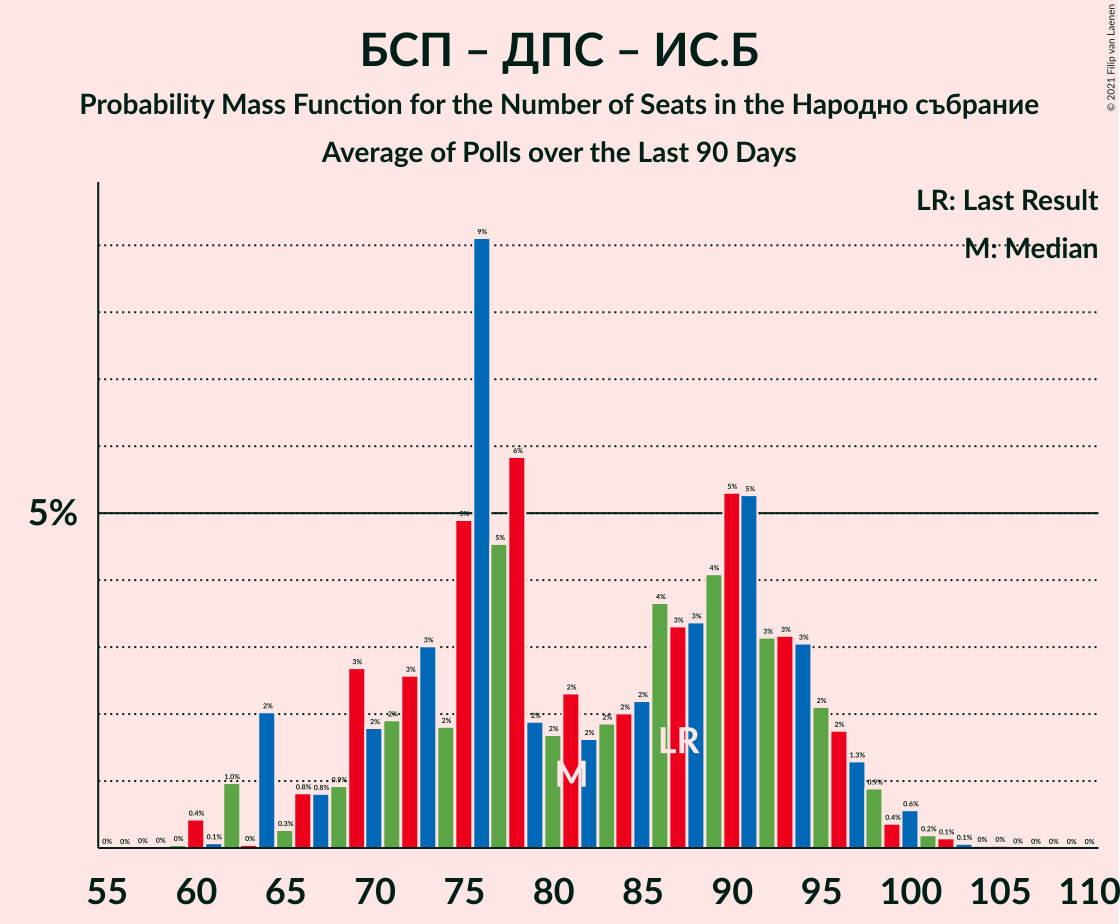 БСП – ДПС – ИС.Б
Probability Mass Function for the Number of Seats in the Народно събрание
Average of Polls over the Last 90 Days
© 2021 Filip van Laenen
LR: Last Result
M: Median
5%
0% 0% 0% 0% 0% 0.4% 0.1% 1.0% 0% 2% 0.3% 0.8% 0.8% 0.9% 3% 2% 2% 3% 3% 2% 5% 9% 5% 6% 2% 2% 2% 2% 2% 2% 2% 4% 3% 3% 4% 5% 5% 3% 3% 3% 2% 2% 1.3% 0.9% 0.4% 0.6% 0.2% 0.1% 0.1% 0% 0% 0% 0% 0% 0% 0%
LR
M
55 60 65 70 75 80 85 90 95 100 105 110